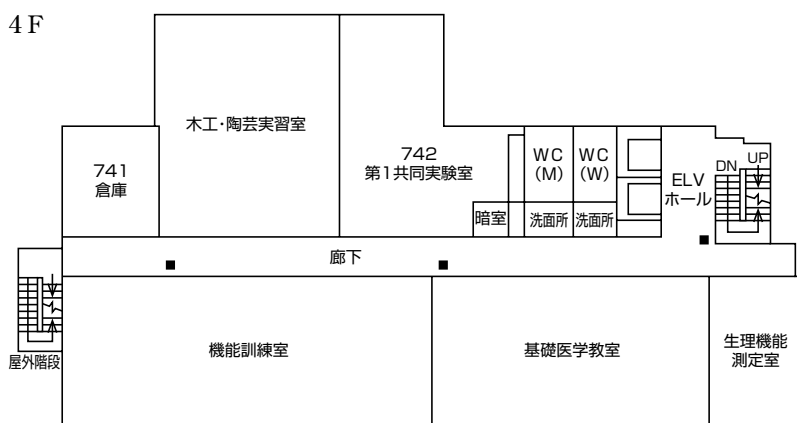 4F
木工・陶芸実習室
741
倉庫
742
第1共同実験室
WC
(M)
WC
(W)
ELV
ホール
DN
UP
暗室
洗面所
洗面所
廊下
屋外階段
機能訓練室
基礎医学教室
生理機能
測定室